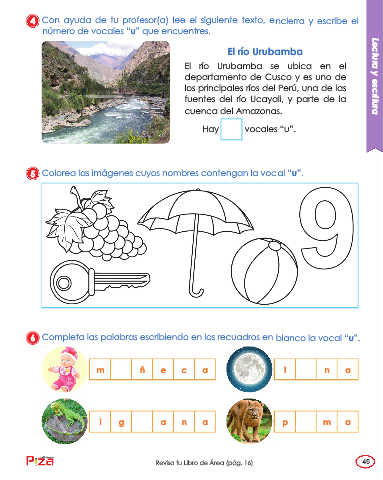 4 Con ayuda de tu profesor(a) lee el siguiente texto, encierra y escribe el
número de vocales “u” que encuentres.
El río Urubamba
El río Urubamba se ubica en el
departamento de Cusco y es uno de
los principales ríos del Perú, una de las
fuentes del río Ucayali, y parte de la
cuenca del Amazonas.
Hay vocales “u”.
Lectura y escritura
5 Colorea las imágenes cuyos nombres contengan la vocal “u”.
9
6 Completa las palabras escribiendo en los recuadros en blanco la vocal “u”.
m ñ e c a
l n a
i g a n a
p m a
Pizza
Revisa tu Libro de Área (pág. 16)
45